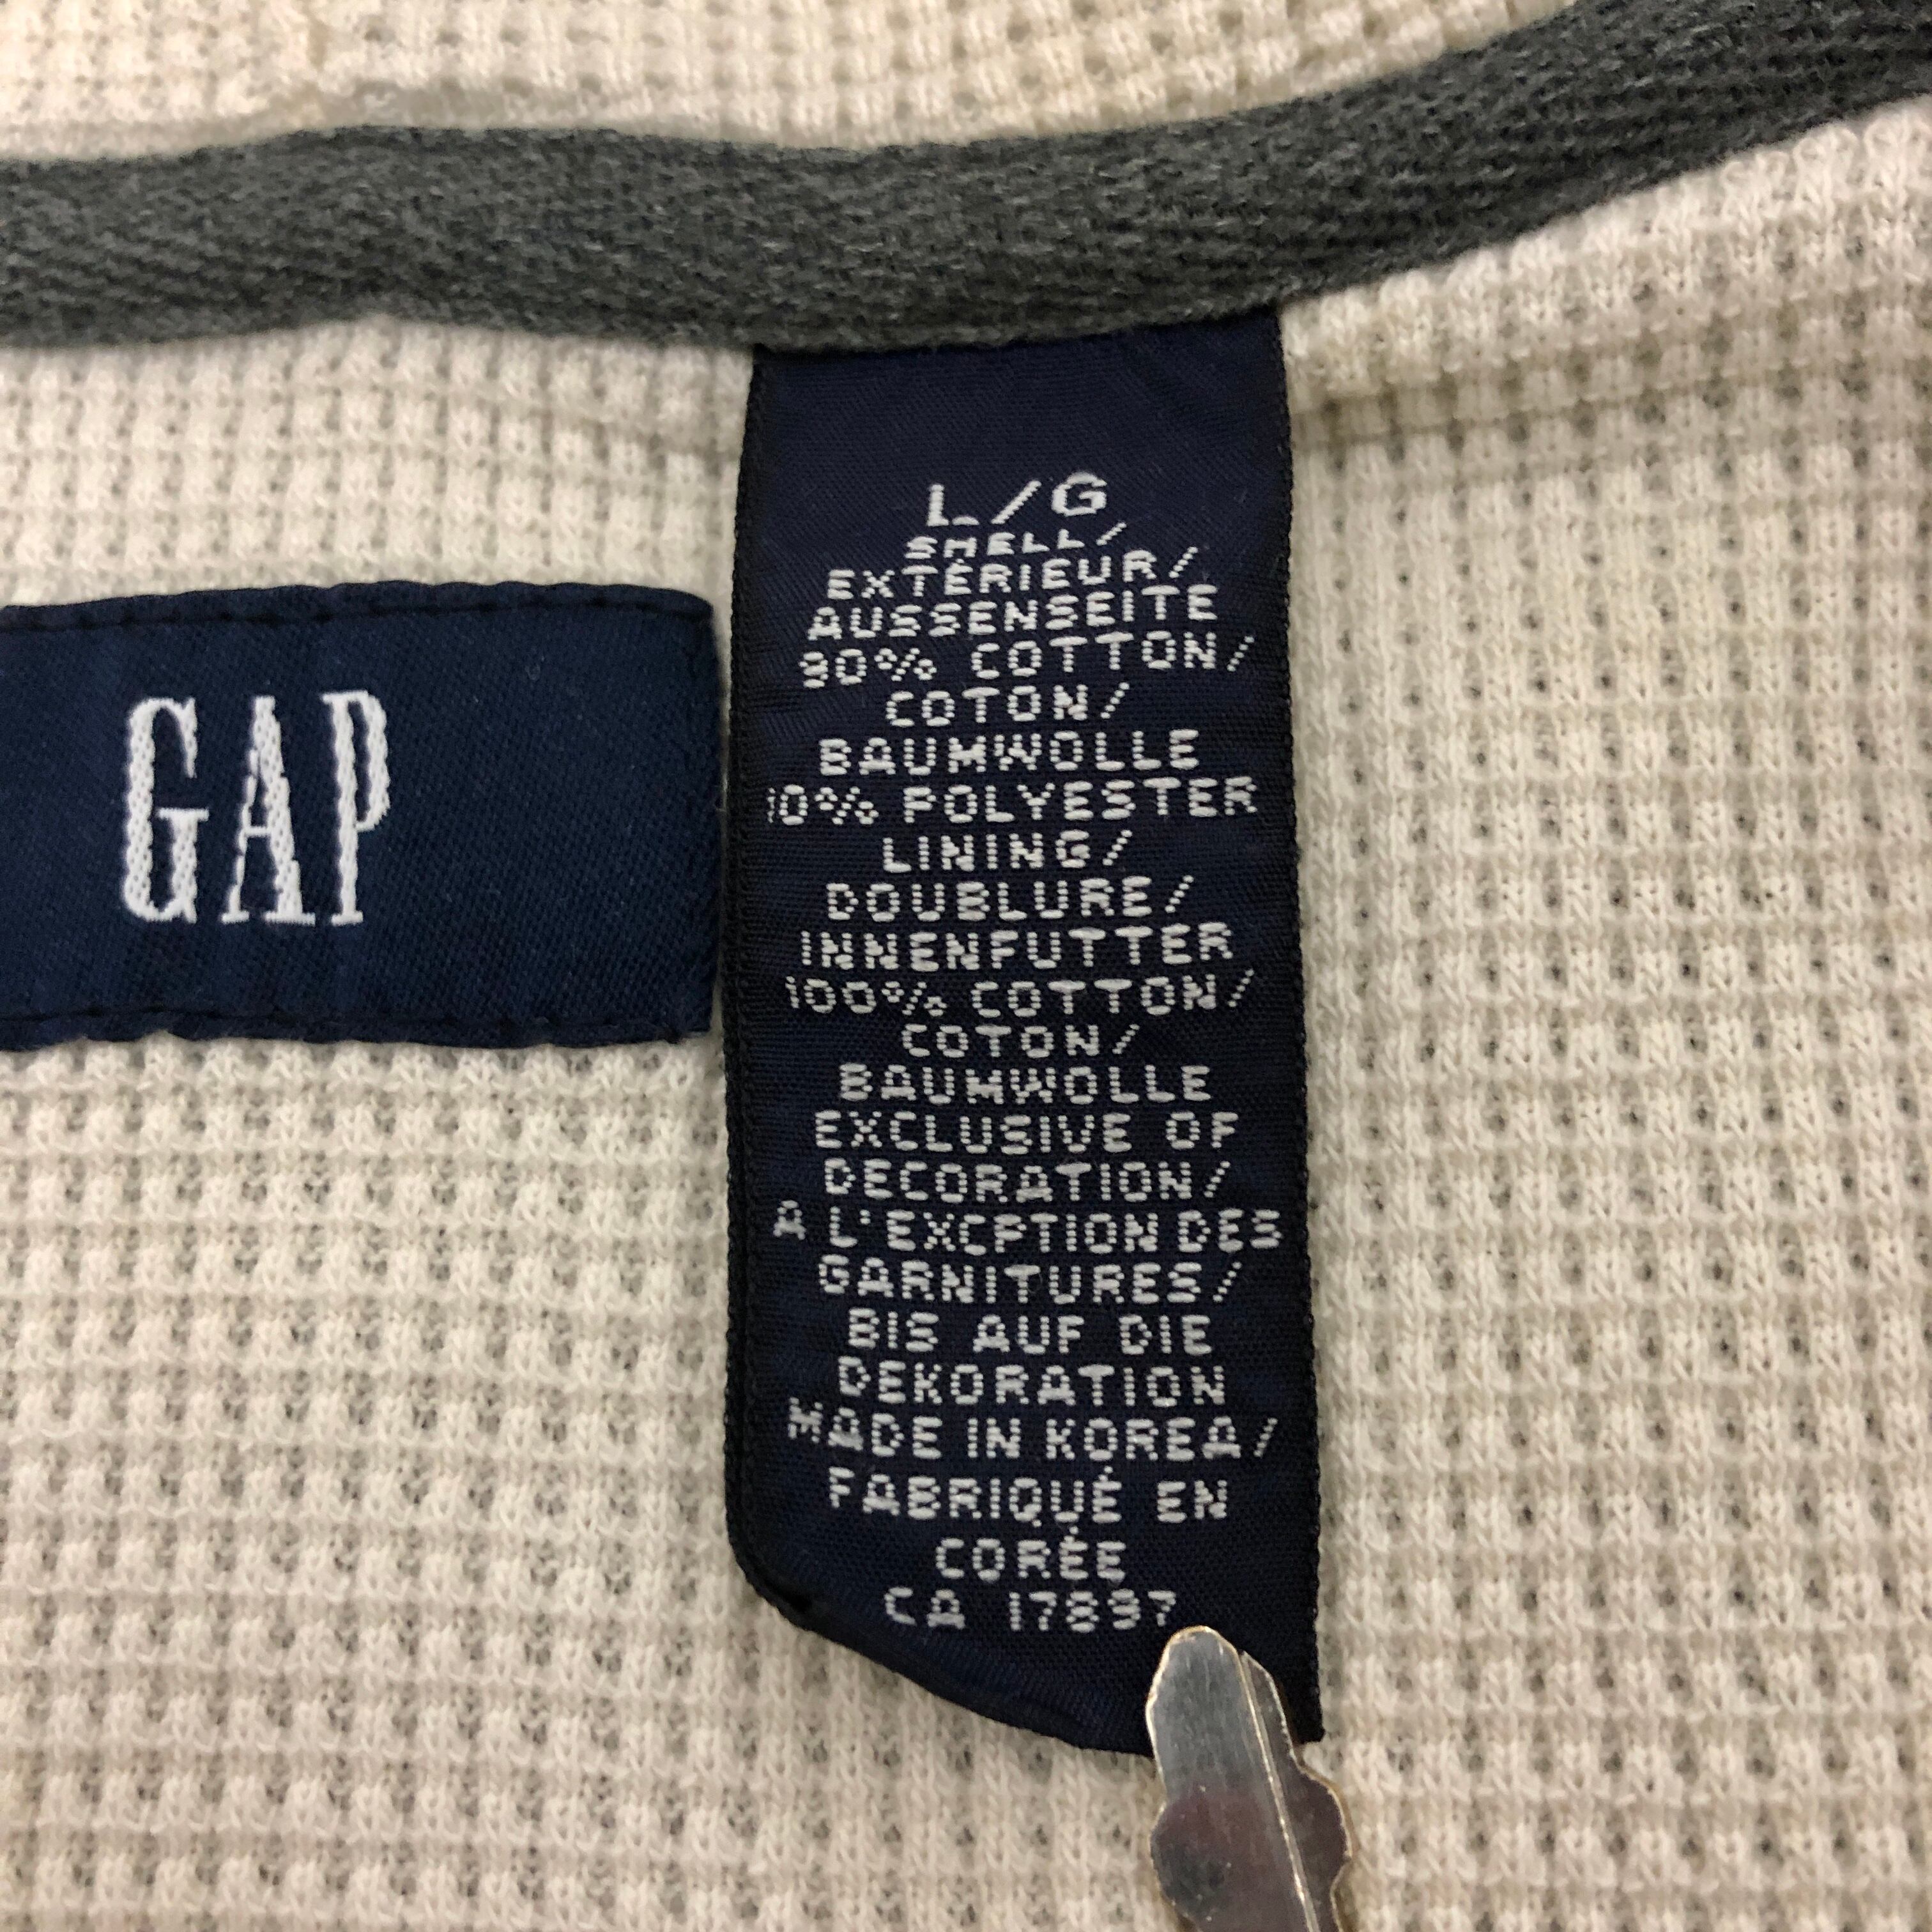 GAP
L/G
SHELL/
EXTÉRIEUR/
AUSSENSEITE
90% COTTON/
COTON/
BAUMWOLLE
10% POLYESTER
LINING/
DOUBLURE/
INNENFUTTER
100% COTTON/
COTON/
BAUMWOLLE
EXCLUSIVE OF
DECORATION/
A L'EXCPTION DES
GARNITURES/
BIS AUF DIE
DEKORATION
MADE IN KOREA/
FABRIQUÉ EN
CORÉE
CA 17897